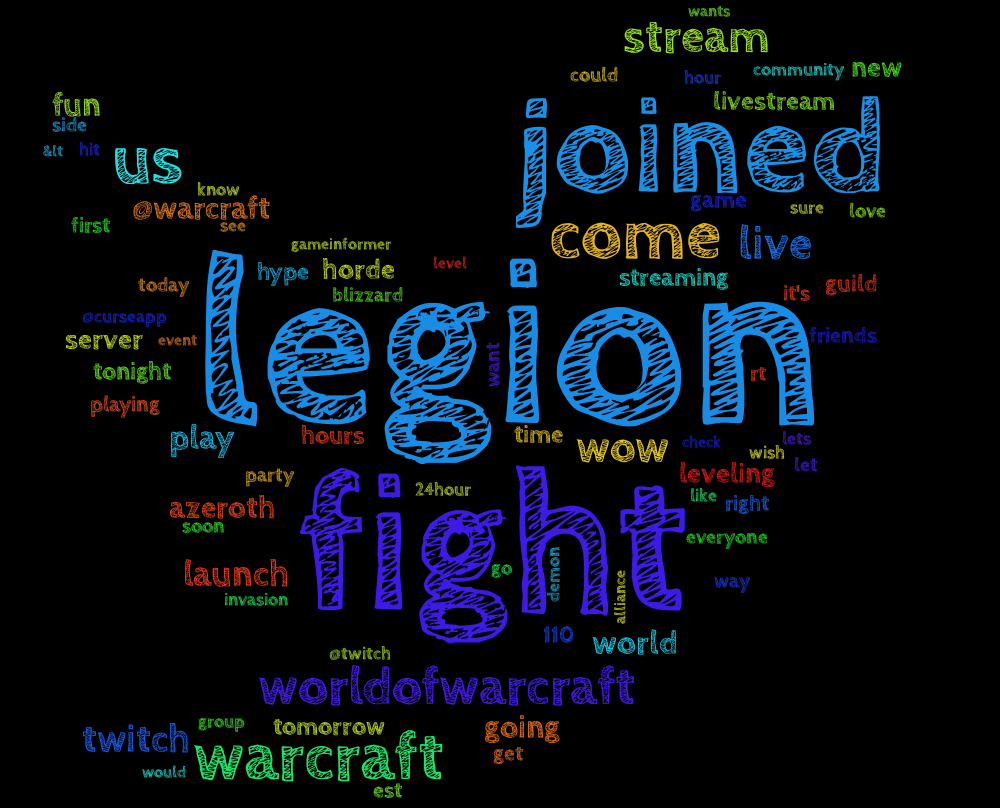 wants
stream
could
hour
community
new
fun
livestream
side
joined
&lt
hit
us
know
@warcraft
game
sure
love
first
see
come
live
gameinformer
hype
horde
level
streaming
today
blizzard
it's
guild
@curseapp
legion
friends
server
event
tonight
want
rt
playing
play
hours
time
wow
check
lets
wish
let
party
leveling
24hour
like
right
azeroth
soon
fight
everyone
launch
go
demon
alliance
way
invasion
110
world
@twitch
worldofwarcraft
twitch
group
tomorrow
going
warcraft
get
would
est